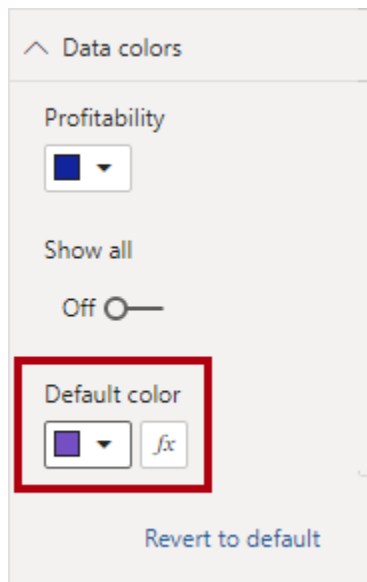 Data colors
Profitability
Show all
Off
Default color
fx
Revert to default